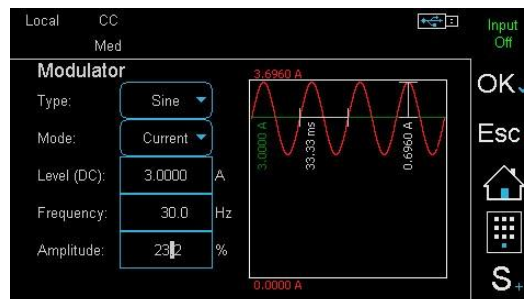 Local CC
Med
Input
Off
Modulator
Type: Sine
Mode: Current
Level (DC): 3.0000 A
Frequency: 30.0 Hz
Amplitude: 23.2 %
3.6960 A
3.0000 A
33.33 ms
0.6960 A
0.0000 A
OK
Esc
S+